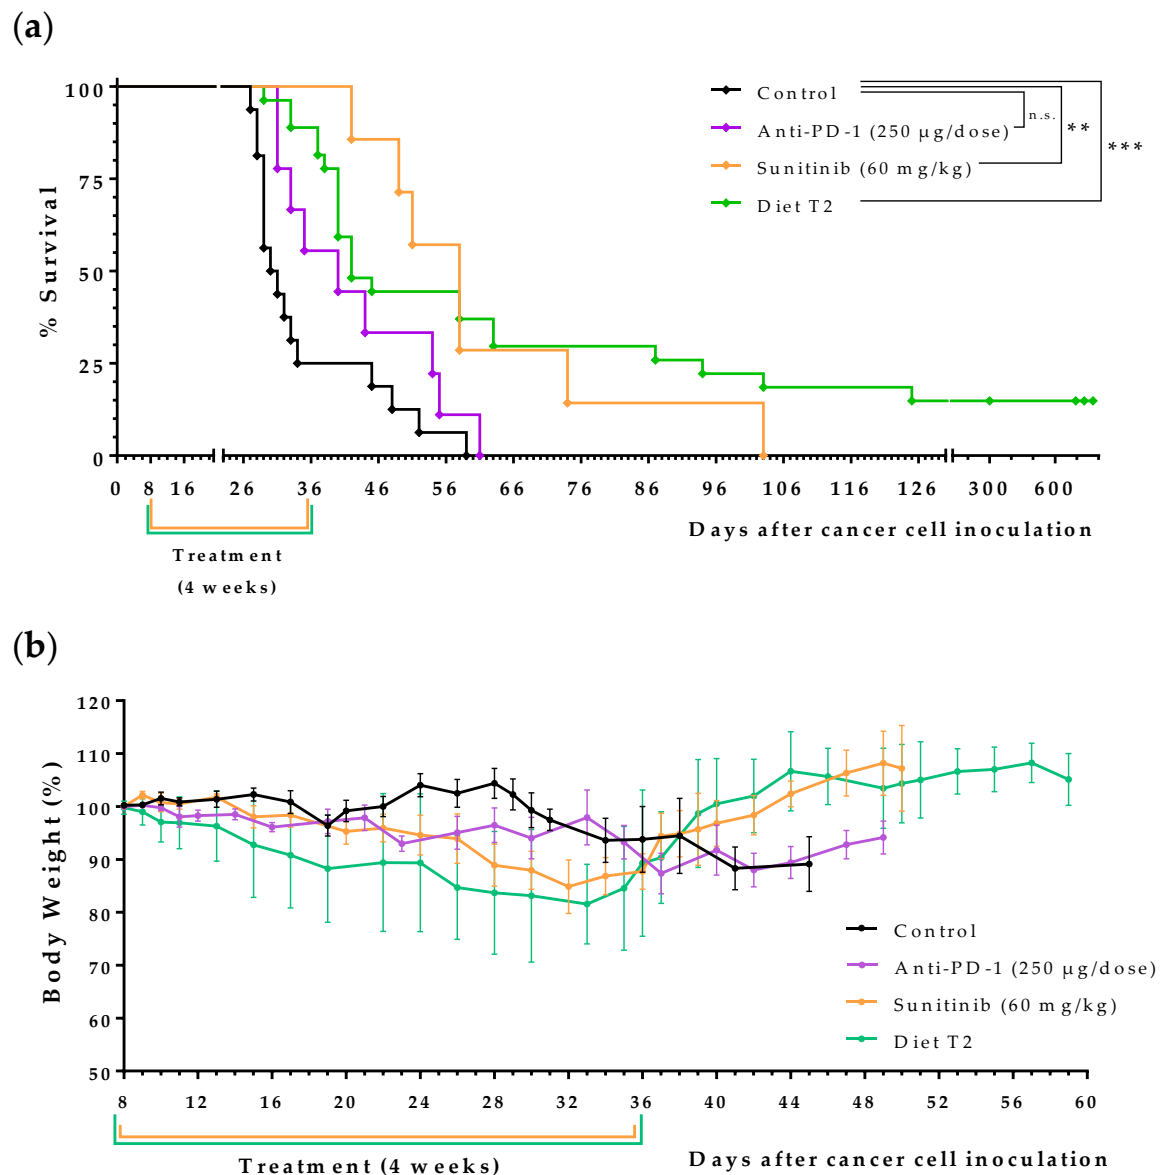 (a)
100
75
50
25
0
% Survival
Control
Anti-PD-1 (250 µg/dose)
Sunitinib (60 mg/kg)
Diet T2
n.s.
**
***
0 8 16 26 36 46 56 66 76 86 96 106 116 126 300 600
Days after cancer cell inoculation
Treatment
(4 weeks)
(b)
120
110
100
90
80
70
60
50
Body Weight (%)
Control
Anti-PD-1 (250 µg/dose)
Sunitinib (60 mg/kg)
Diet T2
8 12 16 20 24 28 32 36 40 44 48 52 56 60
Treatment (4 weeks)
Days after cancer cell inoculation